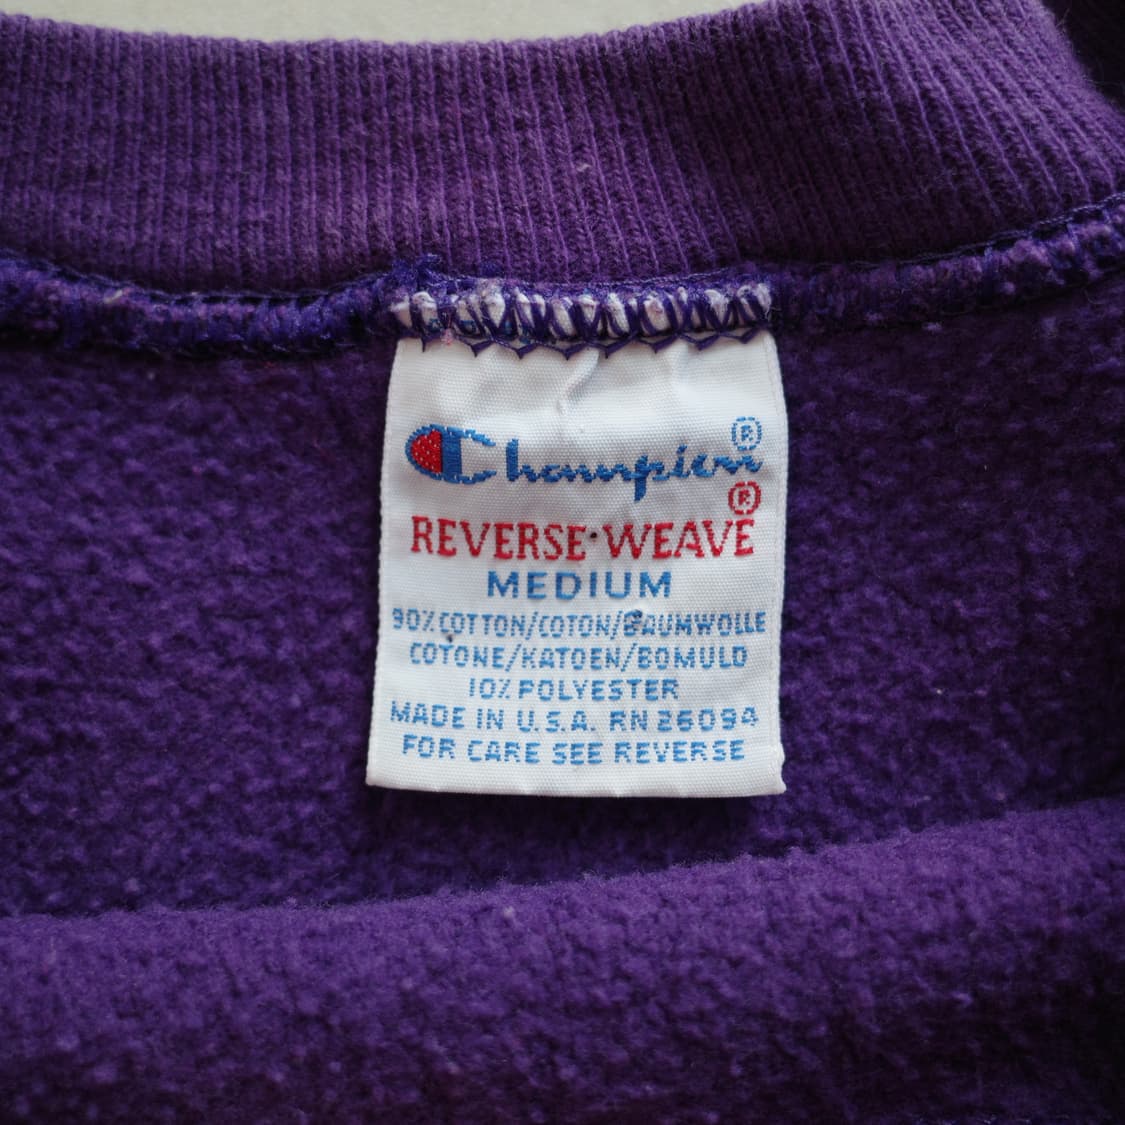 Champion®
REVERSE·WEAVE®
MEDIUM
90% COTTON/COTON/BAUMWOLLE
COTONE/KATOEN/BOMULD
10% POLYESTER
MADE IN U.S.A. RN 26094
FOR CARE SEE REVERSE